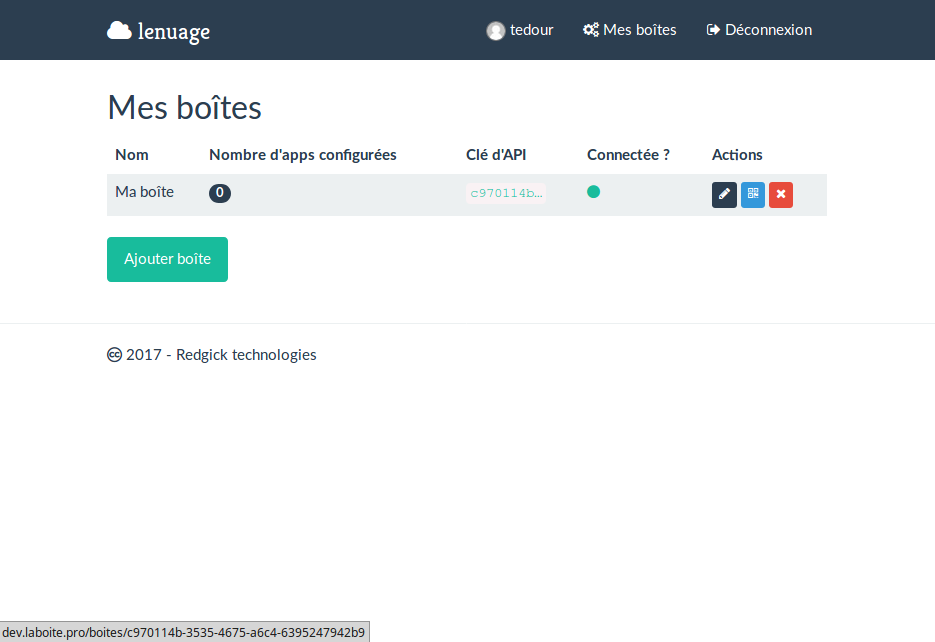 lenuage tedour Mes boîtes Déconnexion
Mes boîtes
Nom Nombre d'apps configurées Clé d'API Connectée ? Actions
Ma boîte 0 c970114b…
Ajouter boîte
2017 - Redgick technologies
dev.laboite.pro/boites/c970114b-3535-4675-a6c4-6395247942b9